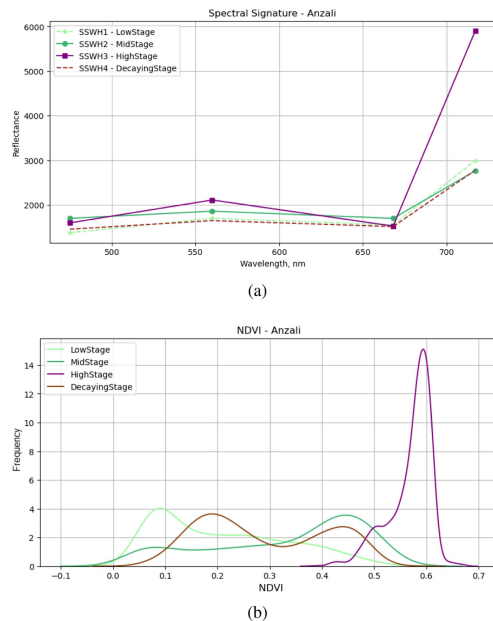 Spectral Signature - Anzali
6000
5000
4000
3000
2000
Reflectance
SSWH1 - LowStage
SSWH2 - MidStage
SSWH3 - HighStage
SSWH4 - DecayingStage
500 550 600 650 700
Wavelength, nm
(a)
NDVI - Anzali
14
12
10
8
6
4
2
0
Frequency
LowStage
MidStage
HighStage
DecayingStage
−0.1 0.0 0.1 0.2 0.3 0.4 0.5 0.6 0.7
NDVI
(b)